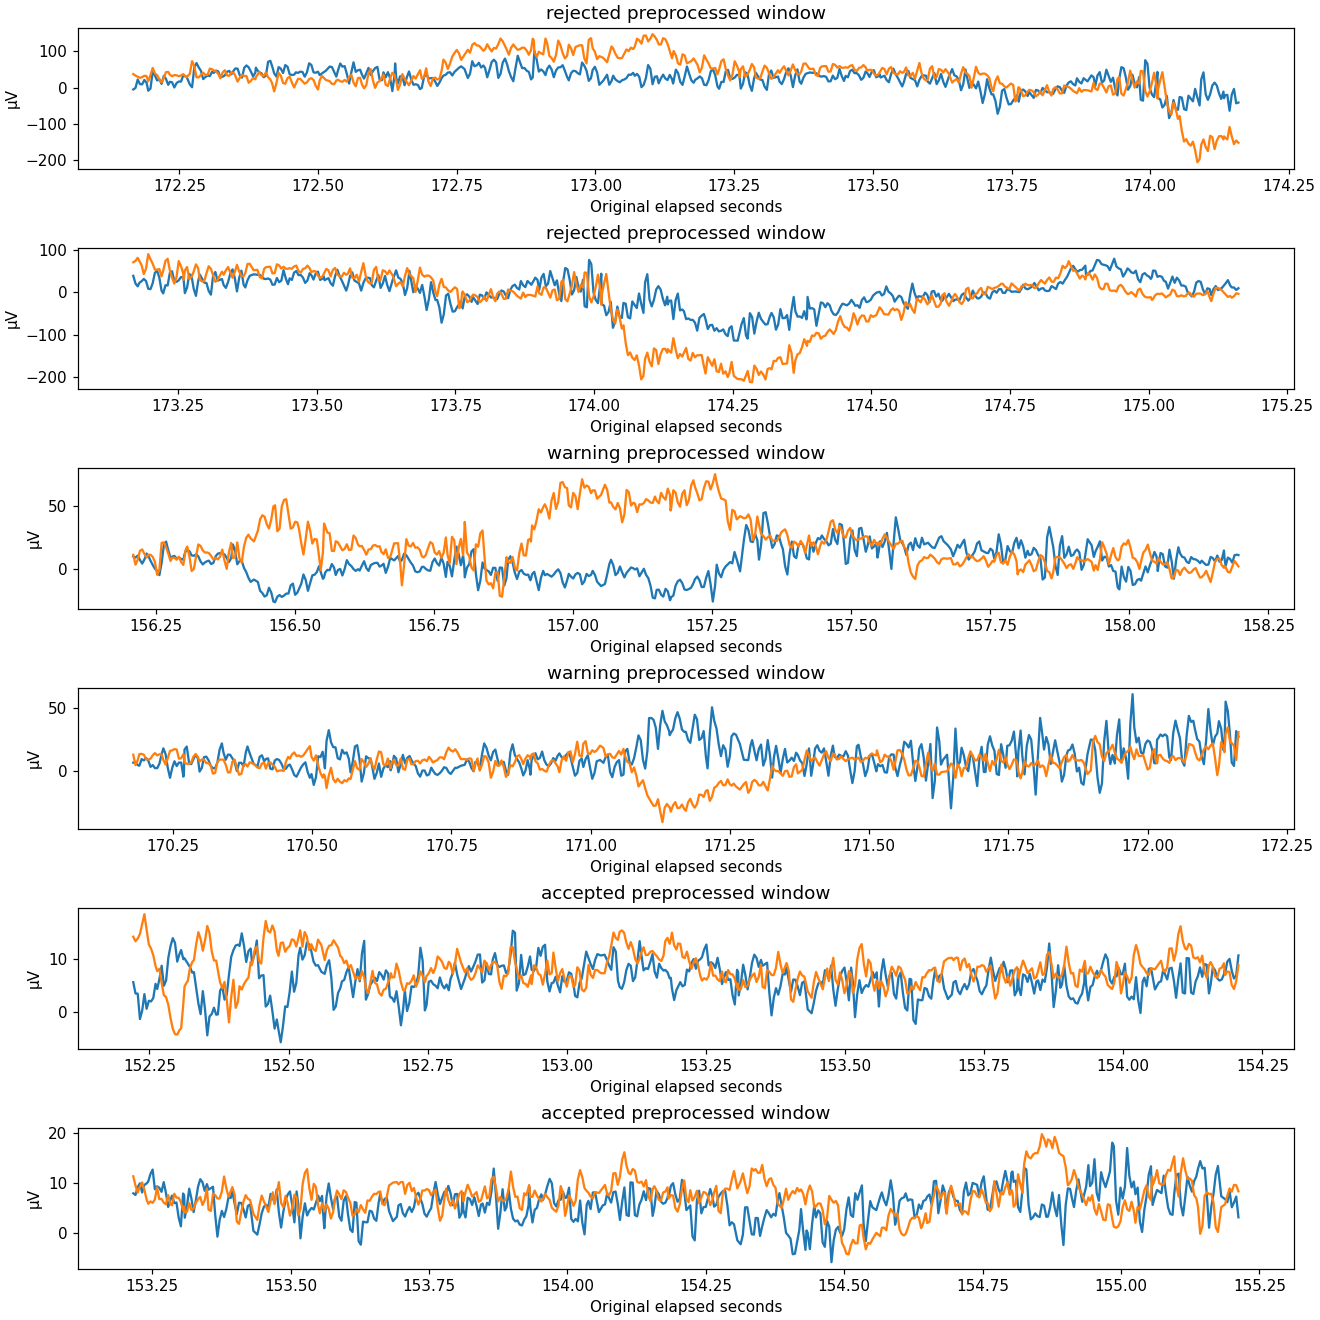 rejected preprocessed window
100
0
−100
−200
µV
172.25 172.50 172.75 173.00 173.25 173.50 173.75 174.00 174.25
Original elapsed seconds
rejected preprocessed window
100
0
−100
−200
µV
173.25 173.50 173.75 174.00 174.25 174.50 174.75 175.00 175.25
Original elapsed seconds
warning preprocessed window
50
0
µV
156.25 156.50 156.75 157.00 157.25 157.50 157.75 158.00 158.25
Original elapsed seconds
warning preprocessed window
50
0
µV
170.25 170.50 170.75 171.00 171.25 171.50 171.75 172.00 172.25
Original elapsed seconds
accepted preprocessed window
10
0
µV
152.25 152.50 152.75 153.00 153.25 153.50 153.75 154.00 154.25
Original elapsed seconds
accepted preprocessed window
20
10
0
µV
153.25 153.50 153.75 154.00 154.25 154.50 154.75 155.00 155.25
Original elapsed seconds